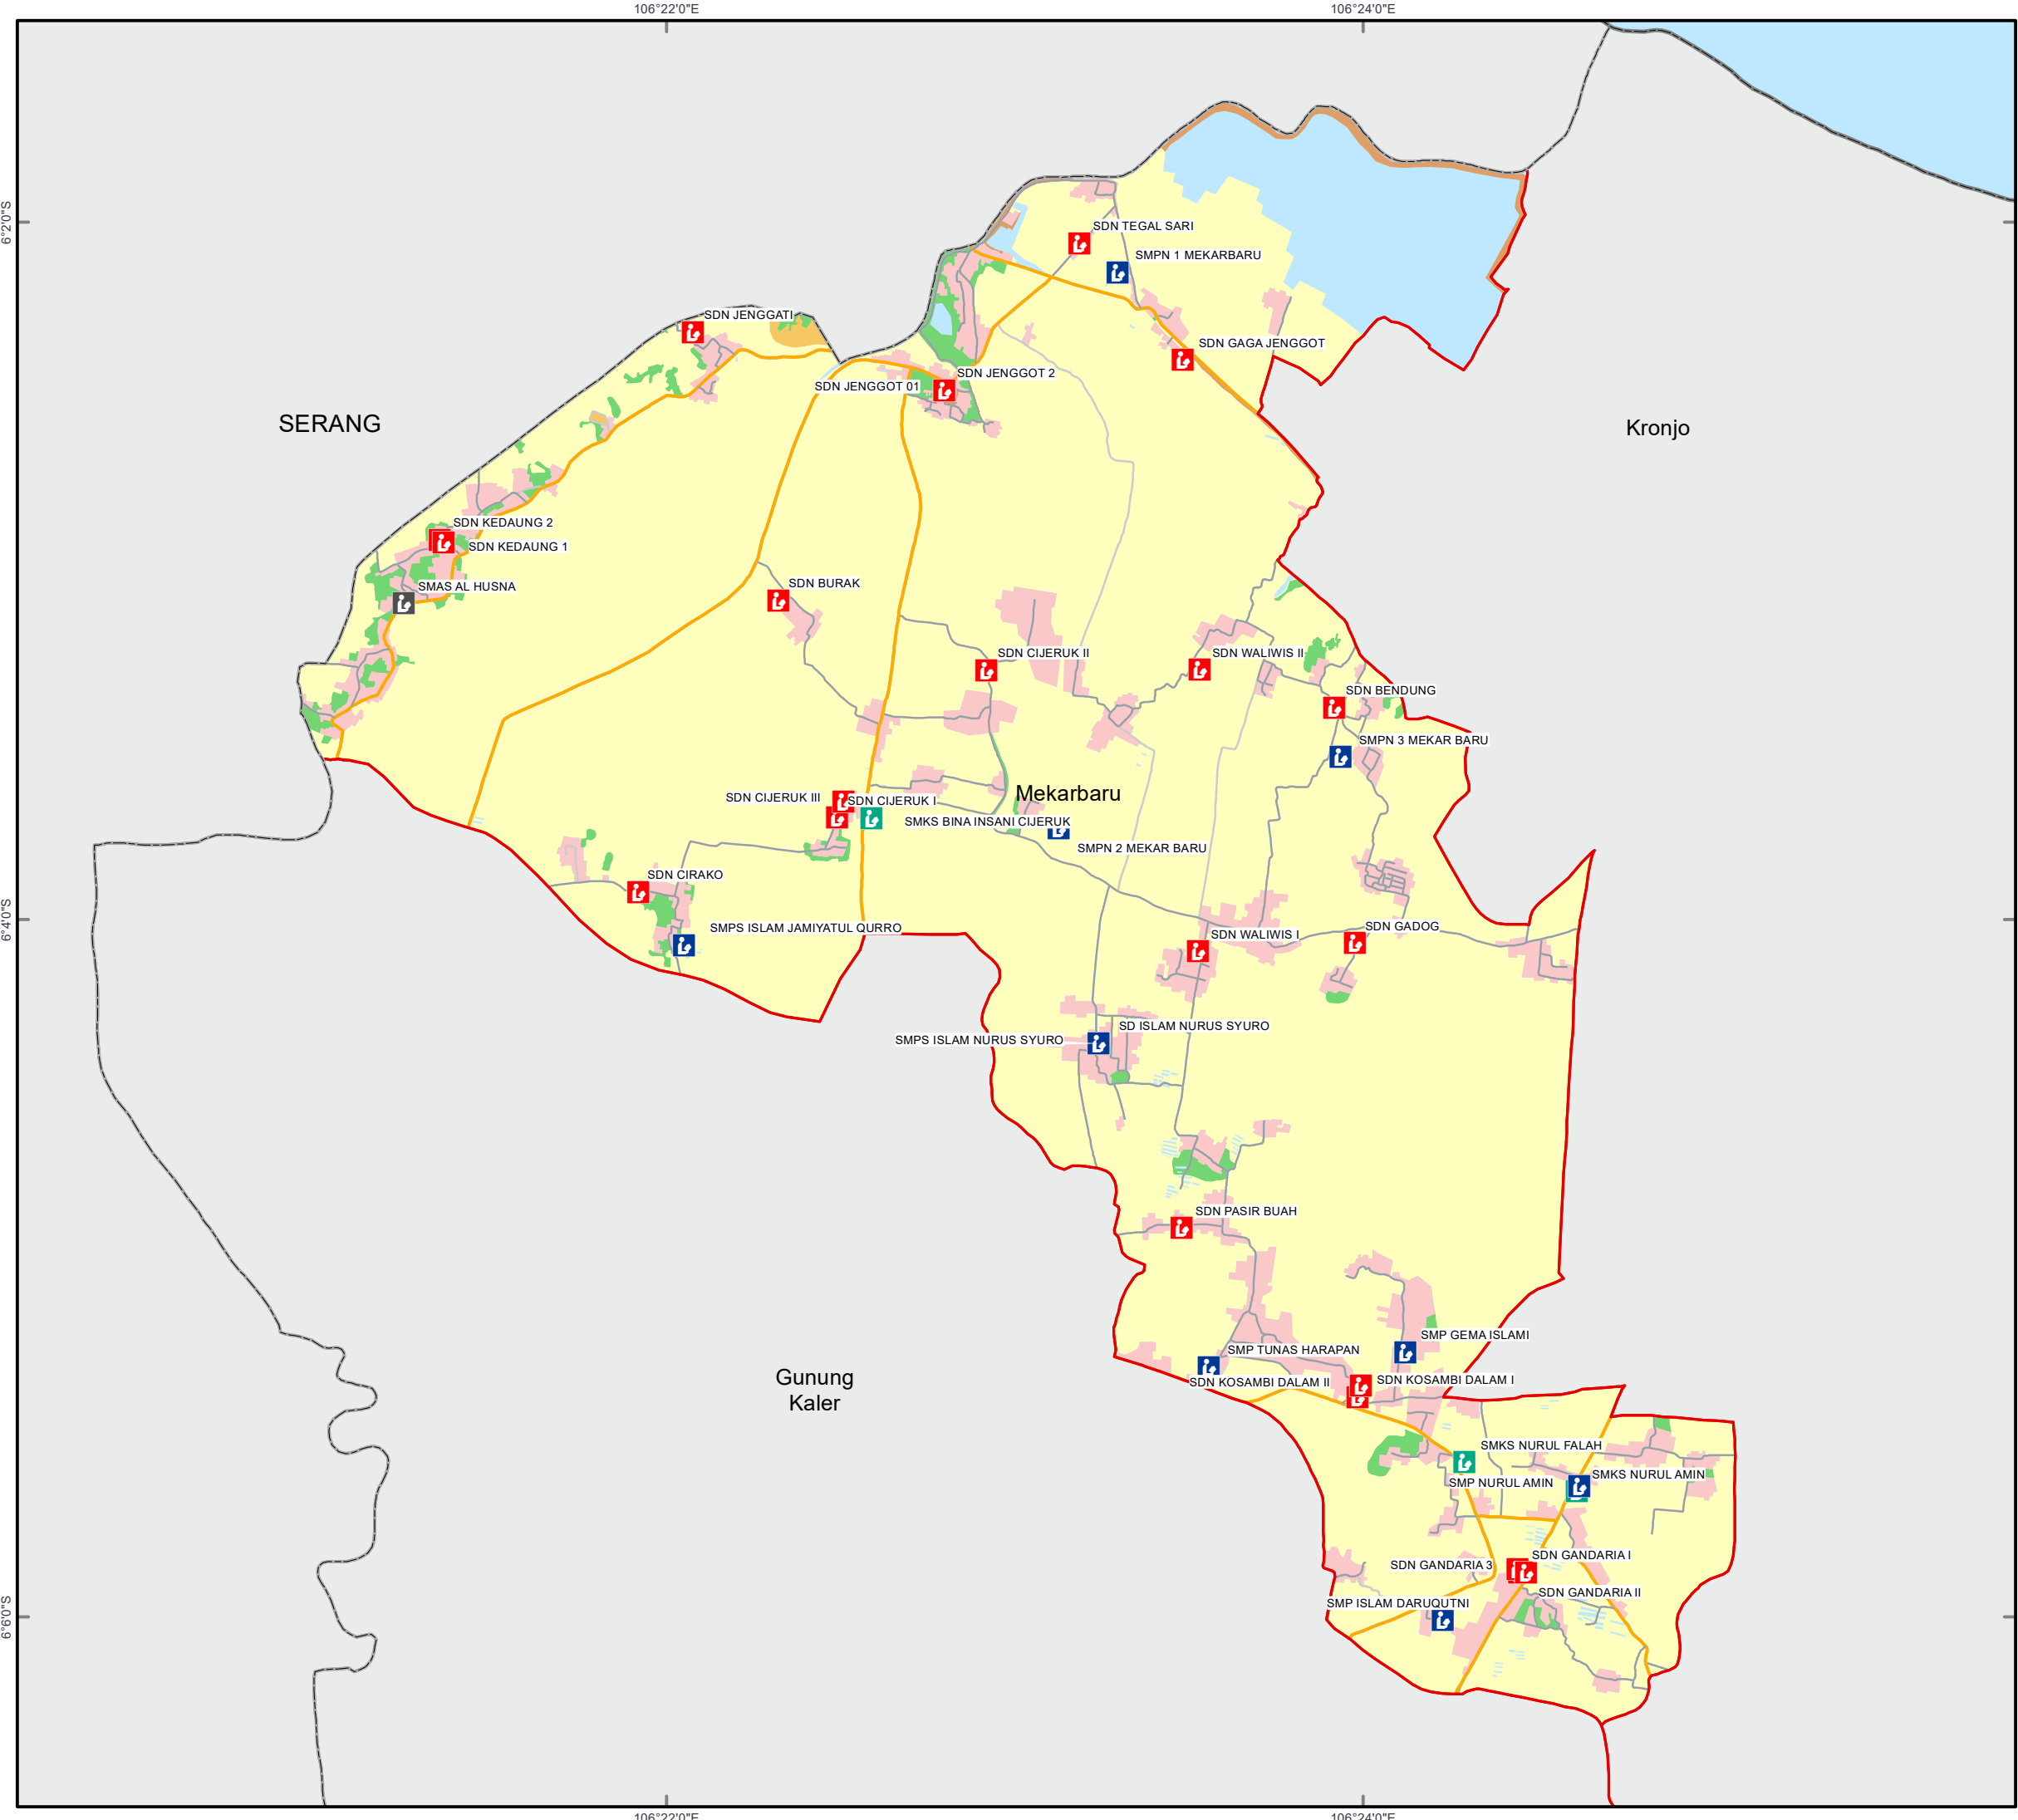 106°22'0"E
106°24'0"E
6°2'0"S
SDN TEGAL SARI
SMPN 1 MEKARBARU
SDN JENGGATI
SDN GAGA JENGGOT
SDN JENGGOT 2
SDN JENGGOT 01
SERANG
Kronjo
SDN KEDAUNG 2
SDN KEDAUNG 1
SMAS AL HUSNA
SDN BURAK
SDN CIJERUK II
SDN WALIWIS II
SDN BENDUNG
SMPN 3 MEKAR BARU
Mekarbaru
SDN CIJERUK III
SDN CIJERUK I
SMKS BINA INSANI CIJERUK
SMPN 2 MEKAR BARU
SDN CIRAKO
6°4'0"S
SMPS ISLAM JAMIYATUL QURRO
SDN GADOG
SDN WALIWIS I
SD ISLAM NURUS SYURO
SMPS ISLAM NURUS SYURO
SDN PASIR BUAH
SMP GEMA ISLAMI
SMP TUNAS HARAPAN
Gunung
Kaler
SDN KOSAMBI DALAM II
SDN KOSAMBI DALAM I
SMKS NURUL FALAH
SMKS NURUL AMIN
SMP NURUL AMIN
SDN GANDARIA I
SDN GANDARIA 3
SDN GANDARIA II
SMP ISLAM DARUQUTNI
6°6'0"S
106°22'0"E
106°24'0"E